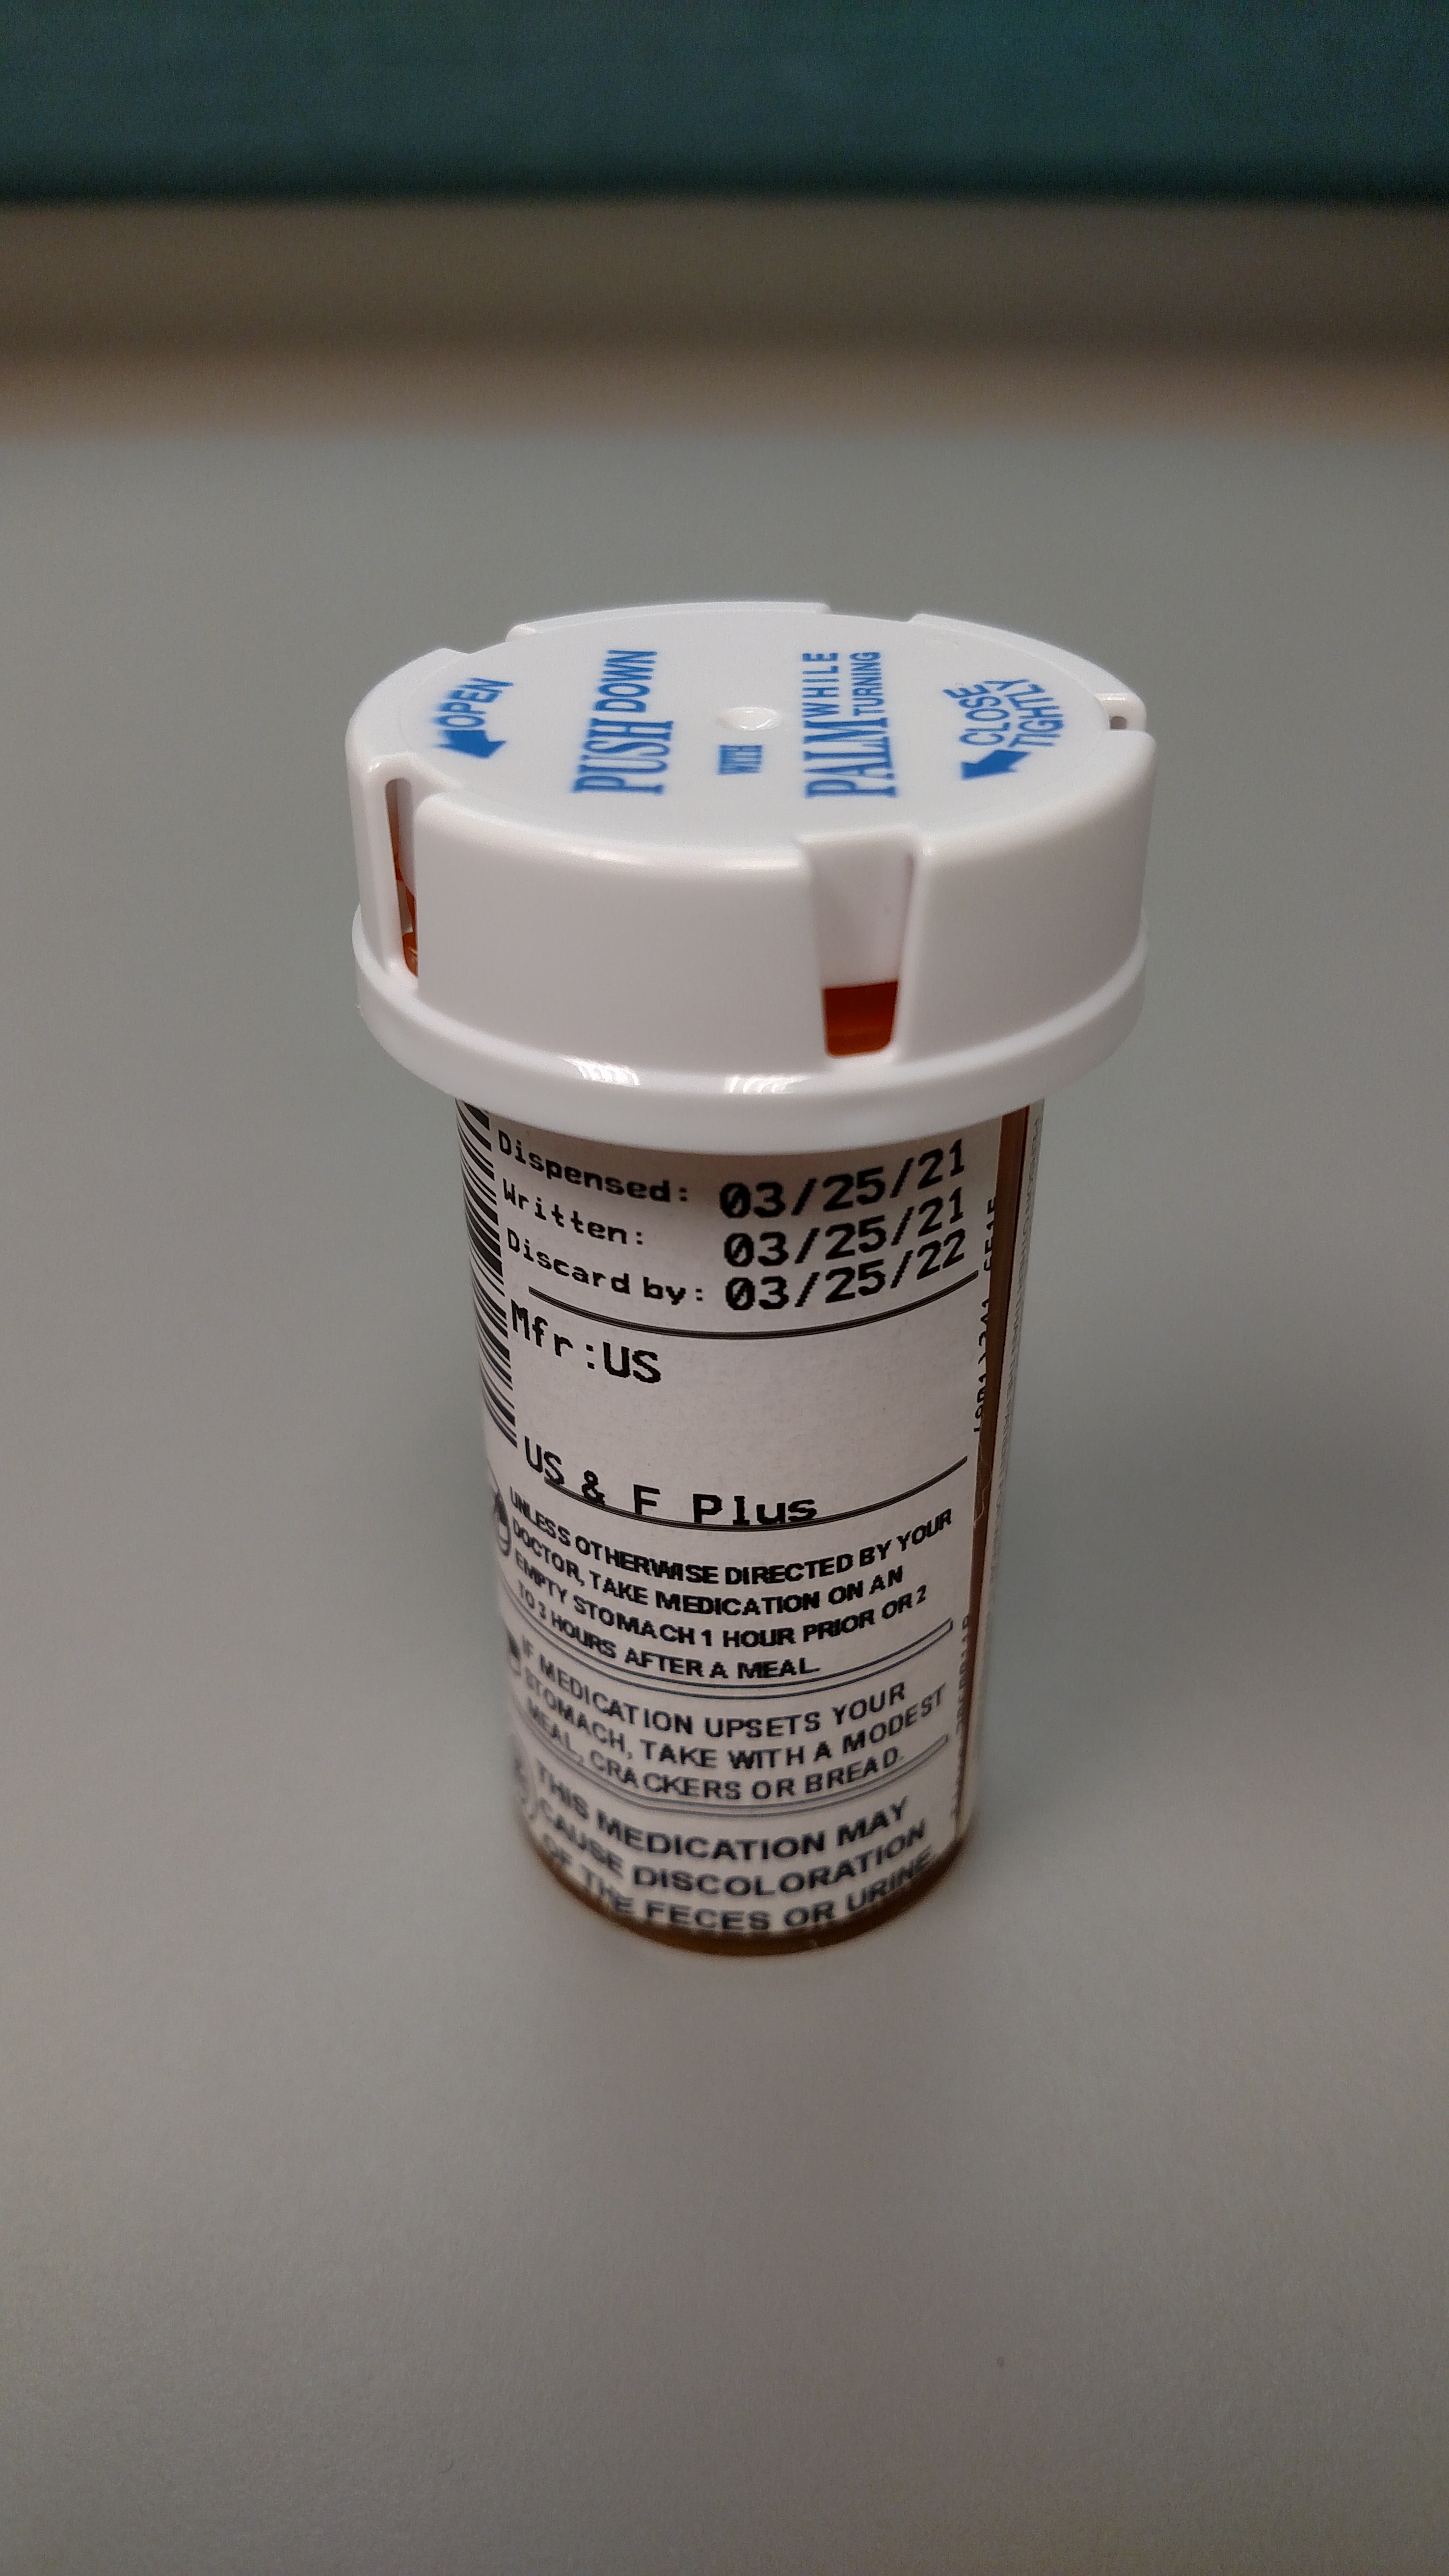 OPEN
PUSH DOWN
WITH
PALM WHILE TURNING
CLOSE TIGHTLY
Dispensed: 03/25/21
Written: 03/25/21
Discard by: 03/25/22
Mfr:US
US & F Plus
UNLESS OTHERWISE DIRECTED BY YOUR
DOCTOR, TAKE MEDICATION ON AN
EMPTY STOMACH 1 HOUR PRIOR OR 2
TO 3 HOURS AFTER A MEAL.
IF MEDICATION UPSETS YOUR
STOMACH, TAKE WITH A MODEST
MEAL, CRACKERS OR BREAD.
THIS MEDICATION MAY
CAUSE DISCOLORATION
OF THE FECES OR URINE